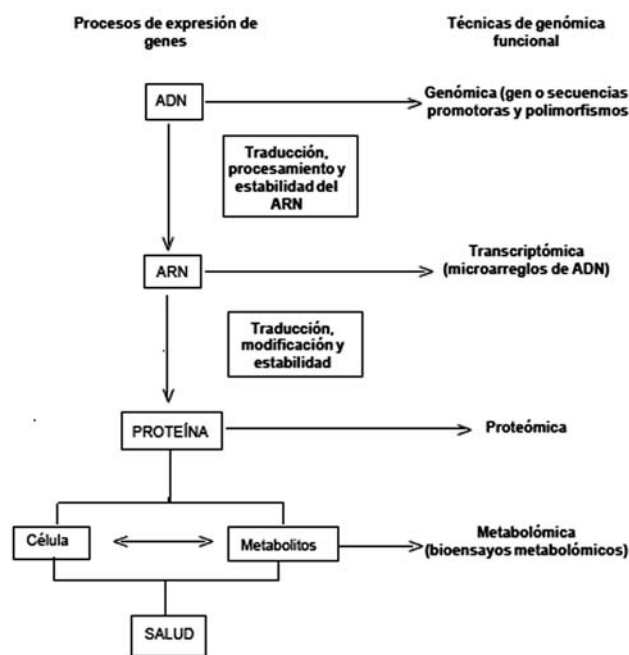 Procesos de expresión de
genes
Técnicas de genómica
funcional
ADN
Genómica (gen o secuencias
promotoras y polimorfismos
Traducción,
procesamiento y
estabilidad del
ARN
ARN
Transcriptómica
(microarreglos de ADN)
Traducción,
modificación y
estabilidad
PROTEÍNA
Proteómica
Célula
Metabolitos
Metabolómica
(bioensayos metabolómicos)
SALUD